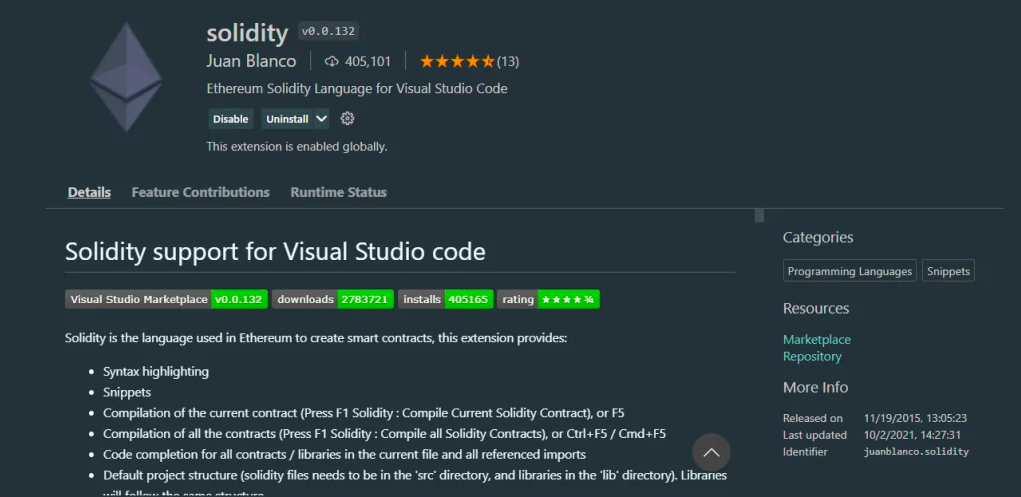 solidity v0.0.132
Juan Blanco 405,101 (13)
Ethereum Solidity Language for Visual Studio Code
Disable Uninstall
This extension is enabled globally.
Details Feature Contributions Runtime Status
Solidity support for Visual Studio code
Visual Studio Marketplace v0.0.132 downloads 2783721 installs 405165 rating ★★★★¾
Solidity is the language used in Ethereum to create smart contracts, this extension provides:
• Syntax highlighting
• Snippets
• Compilation of the current contract (Press F1 Solidity : Compile Current Solidity Contract), or F5
• Compilation of all the contracts (Press F1 Solidity : Compile all Solidity Contracts), or Ctrl+F5 / Cmd+F5
• Code completion for all contracts / libraries in the current file and all referenced imports
• Default project structure (solidity files needs to be in the 'src' directory, and libraries in the 'lib' directory). Libraries
will follow the same structure
Categories
Programming Languages Snippets
Resources
Marketplace
Repository
More Info
Released on 11/19/2015, 13:05:23
Last updated 10/2/2021, 14:27:31
Identifier juanblanco.solidity